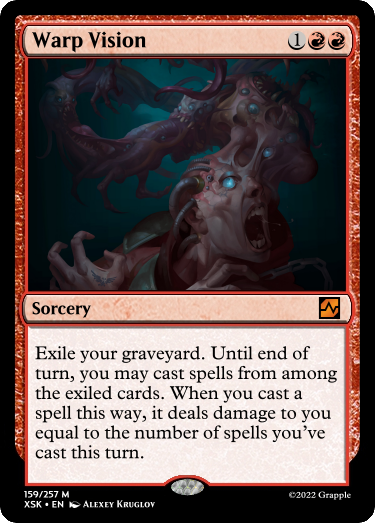 Warp Vision 1
Sorcery
Exile your graveyard. Until end of
turn, you may cast spells from among
the exiled cards. When you cast a
spell this way, it deals damage to you
equal to the number of spells you’ve
cast this turn.
159/257 M
XSK • EN Alexey Kruglov
©2022 Grapple